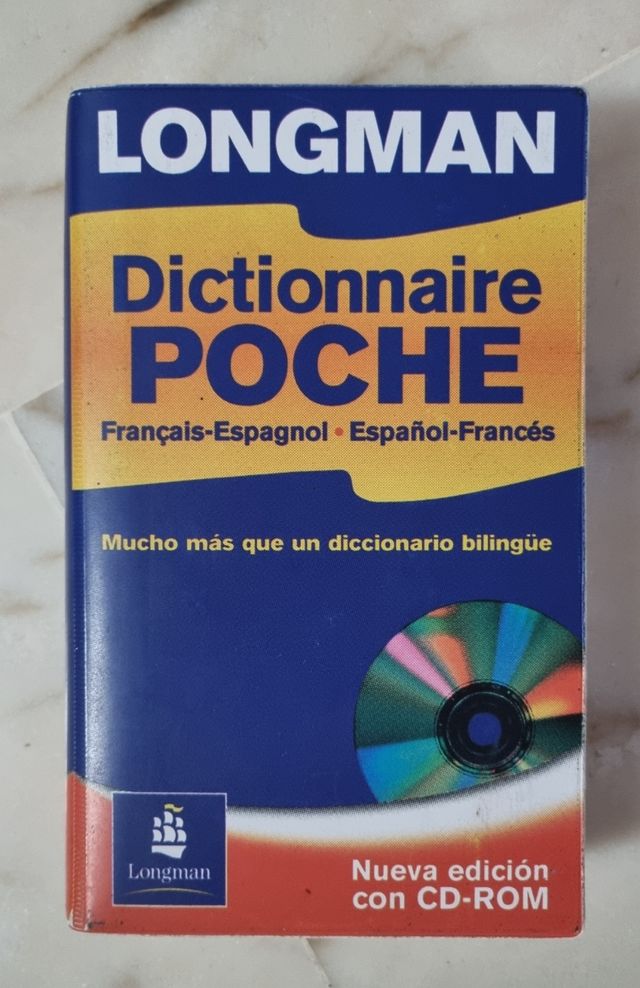 LONGMAN
Dictionnaire
POCHE
Français-Espagnol • Español-Francés
Mucho más que un diccionario bilingüe
Longman
Nueva edición
con CD-ROM